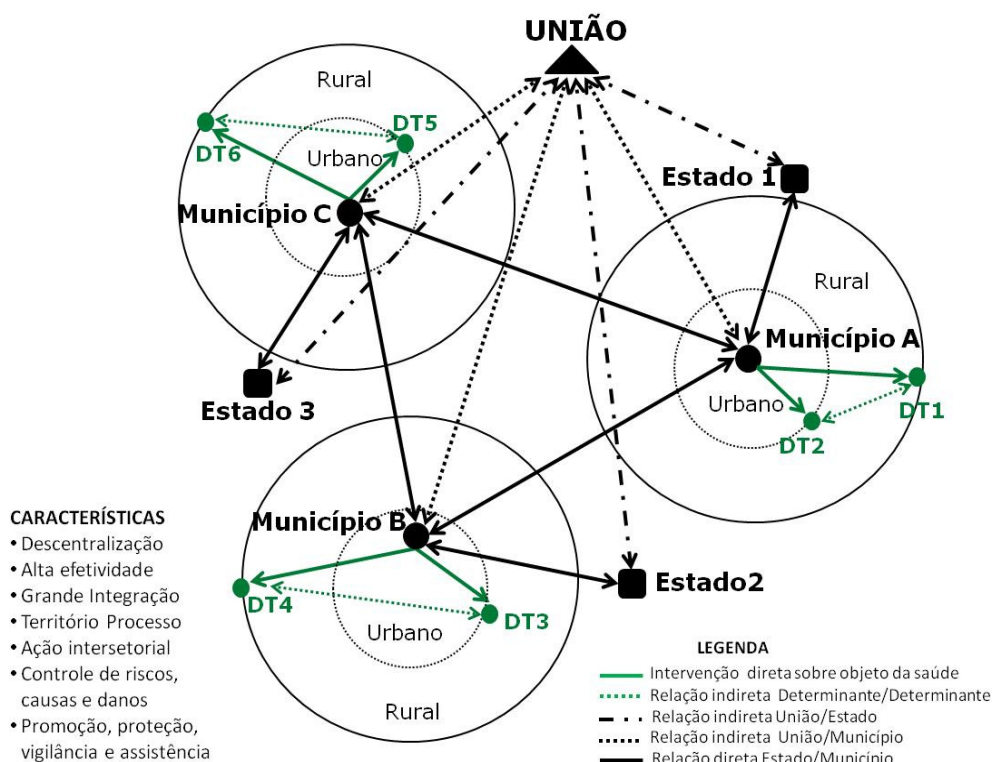 UNIÃO
Rural
DT5
DT6
Urbano
Estado 1
Município C
Rural
Município A
Estado 3
Urbano
DT1
DT2
CARACTERÍSTICAS
• Descentralização
• Alta efetividade
• Grande Integração
• Território Processo
• Ação intersetorial
• Controle de riscos,
causas e danos
• Promoção, proteção,
vigilância e assistência
Município B
Estado2
DT4
DT3
Urbano
Rural
LEGENDA
Intervenção direta sobre objeto da saúde
Relação indireta Determinante/Determinante
Relação indireta União/Estado
Relação indireta União/Município
Relação direta Estado/Município